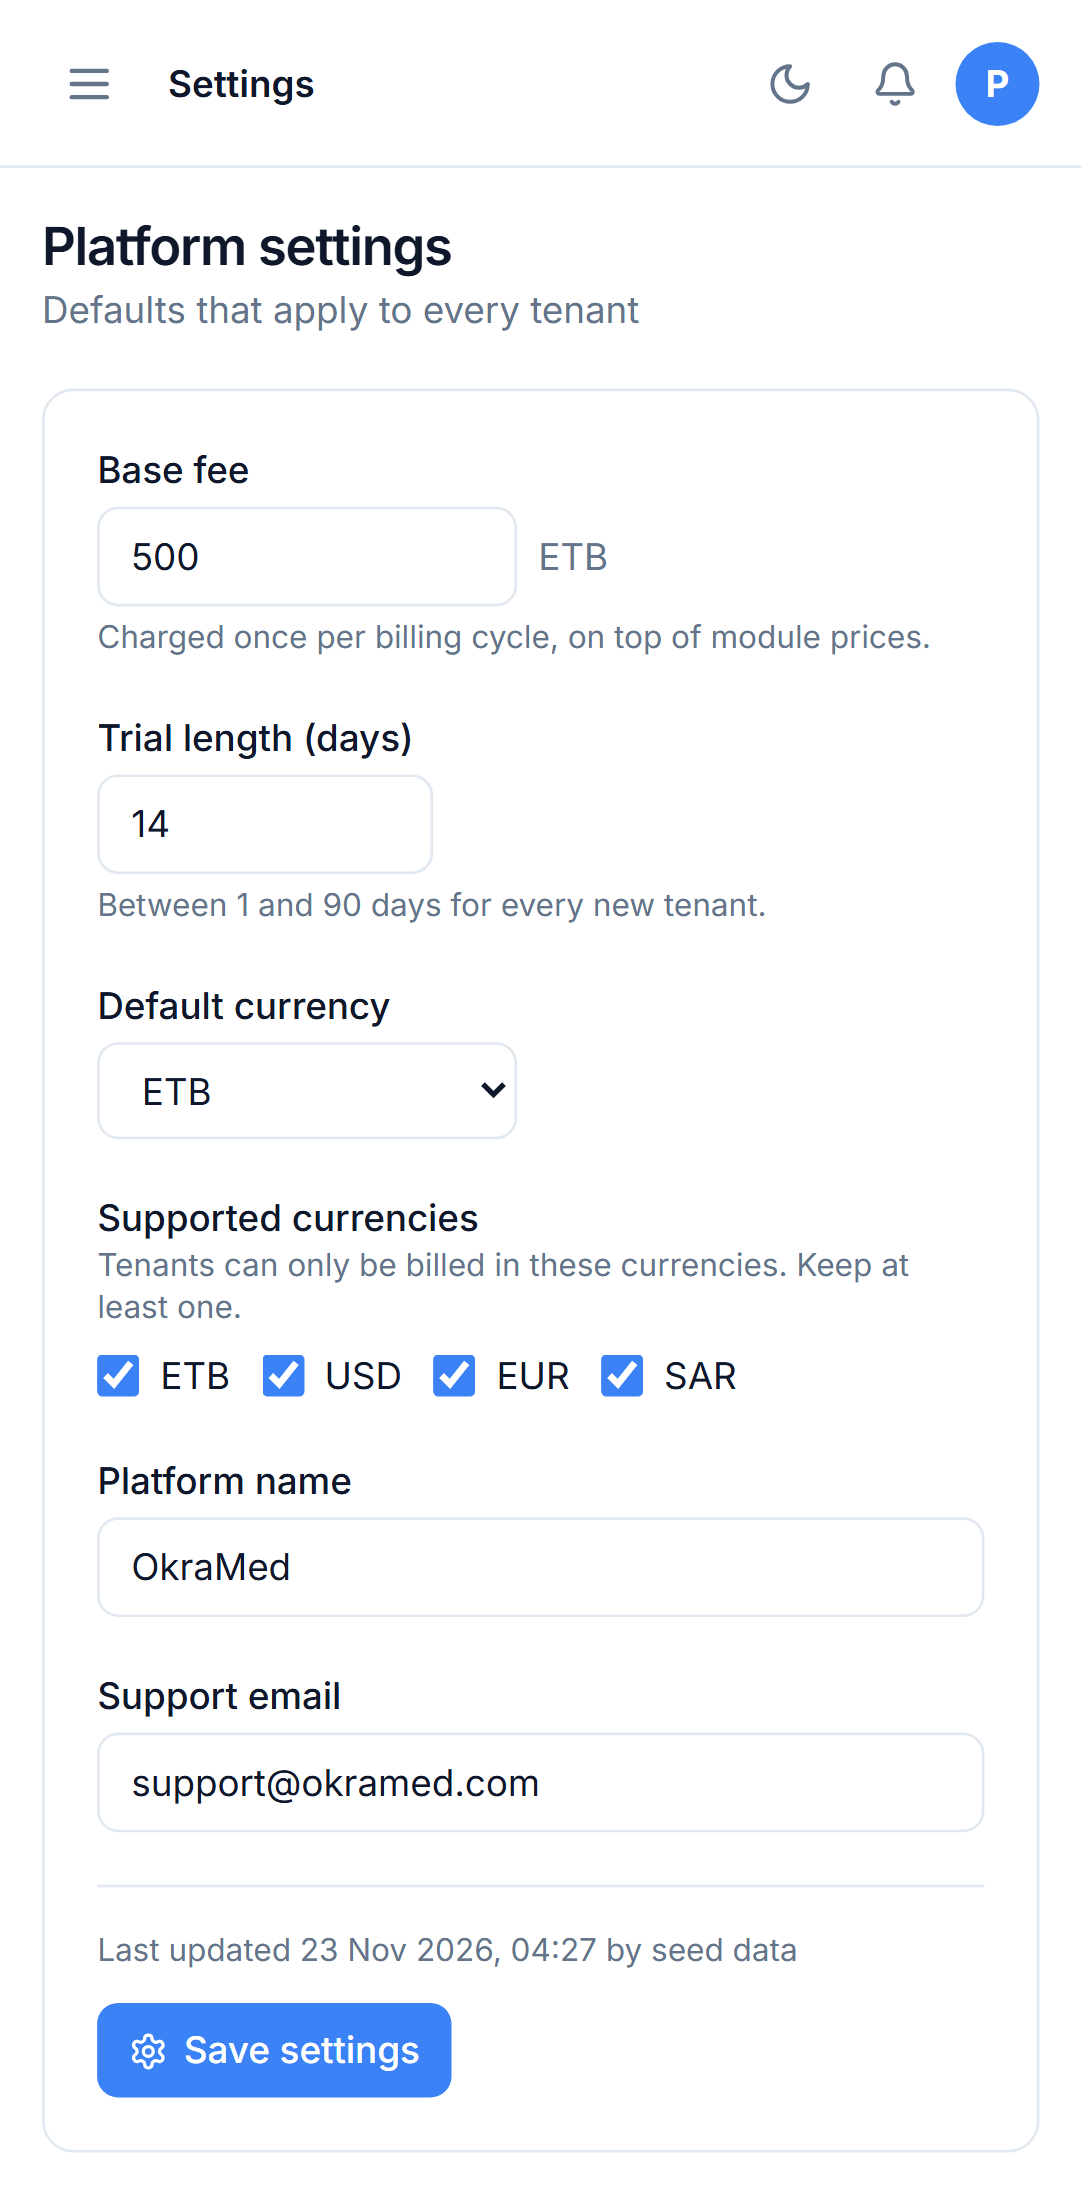 Settings
P
Platform settings
Defaults that apply to every tenant
Base fee
500
ETB
Charged once per billing cycle, on top of module prices.
Trial length (days)
14
Between 1 and 90 days for every new tenant.
Default currency
ETB
Supported currencies
Tenants can only be billed in these currencies. Keep at
least one.
ETB USD EUR SAR
Platform name
OkraMed
Support email
support@okramed.com
Last updated 23 Nov 2026, 04:27 by seed data
Save settings